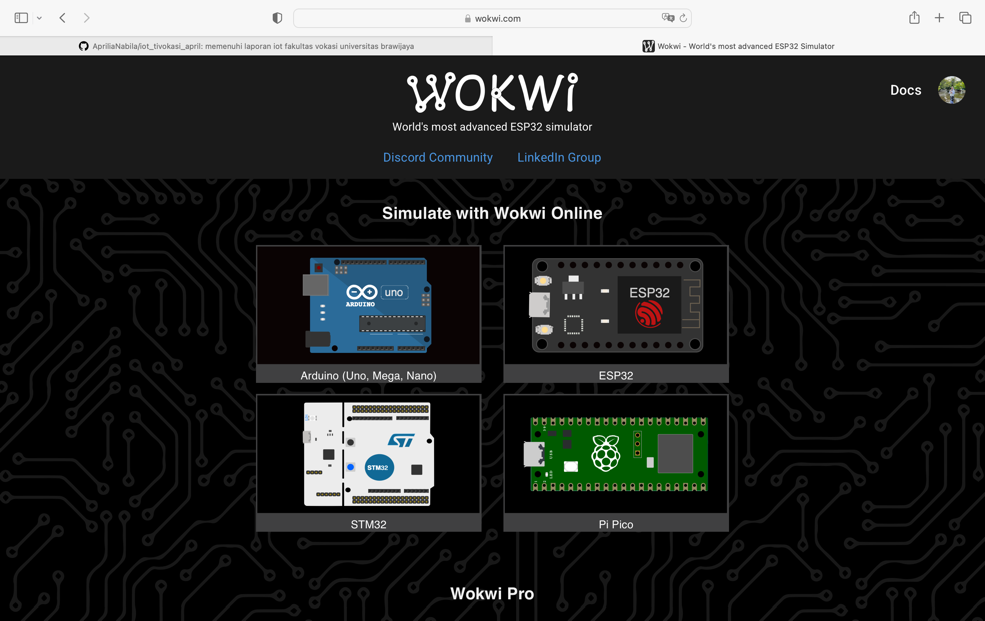 wokwi.com
ApriliaNabila/iot_tivokasi_april: memenuhi laporan iot fakultas vokasi universitas brawijaya
Wokwi - World's most advanced ESP32 Simulator
WOKWi
Docs
World's most advanced ESP32 simulator
Discord Community
LinkedIn Group
Simulate with Wokwi Online
uno
ARDUINO
ESP32
Arduino (Uno, Mega, Nano)
ESP32
ST
STM32
STM32
Pi Pico
Wokwi Pro